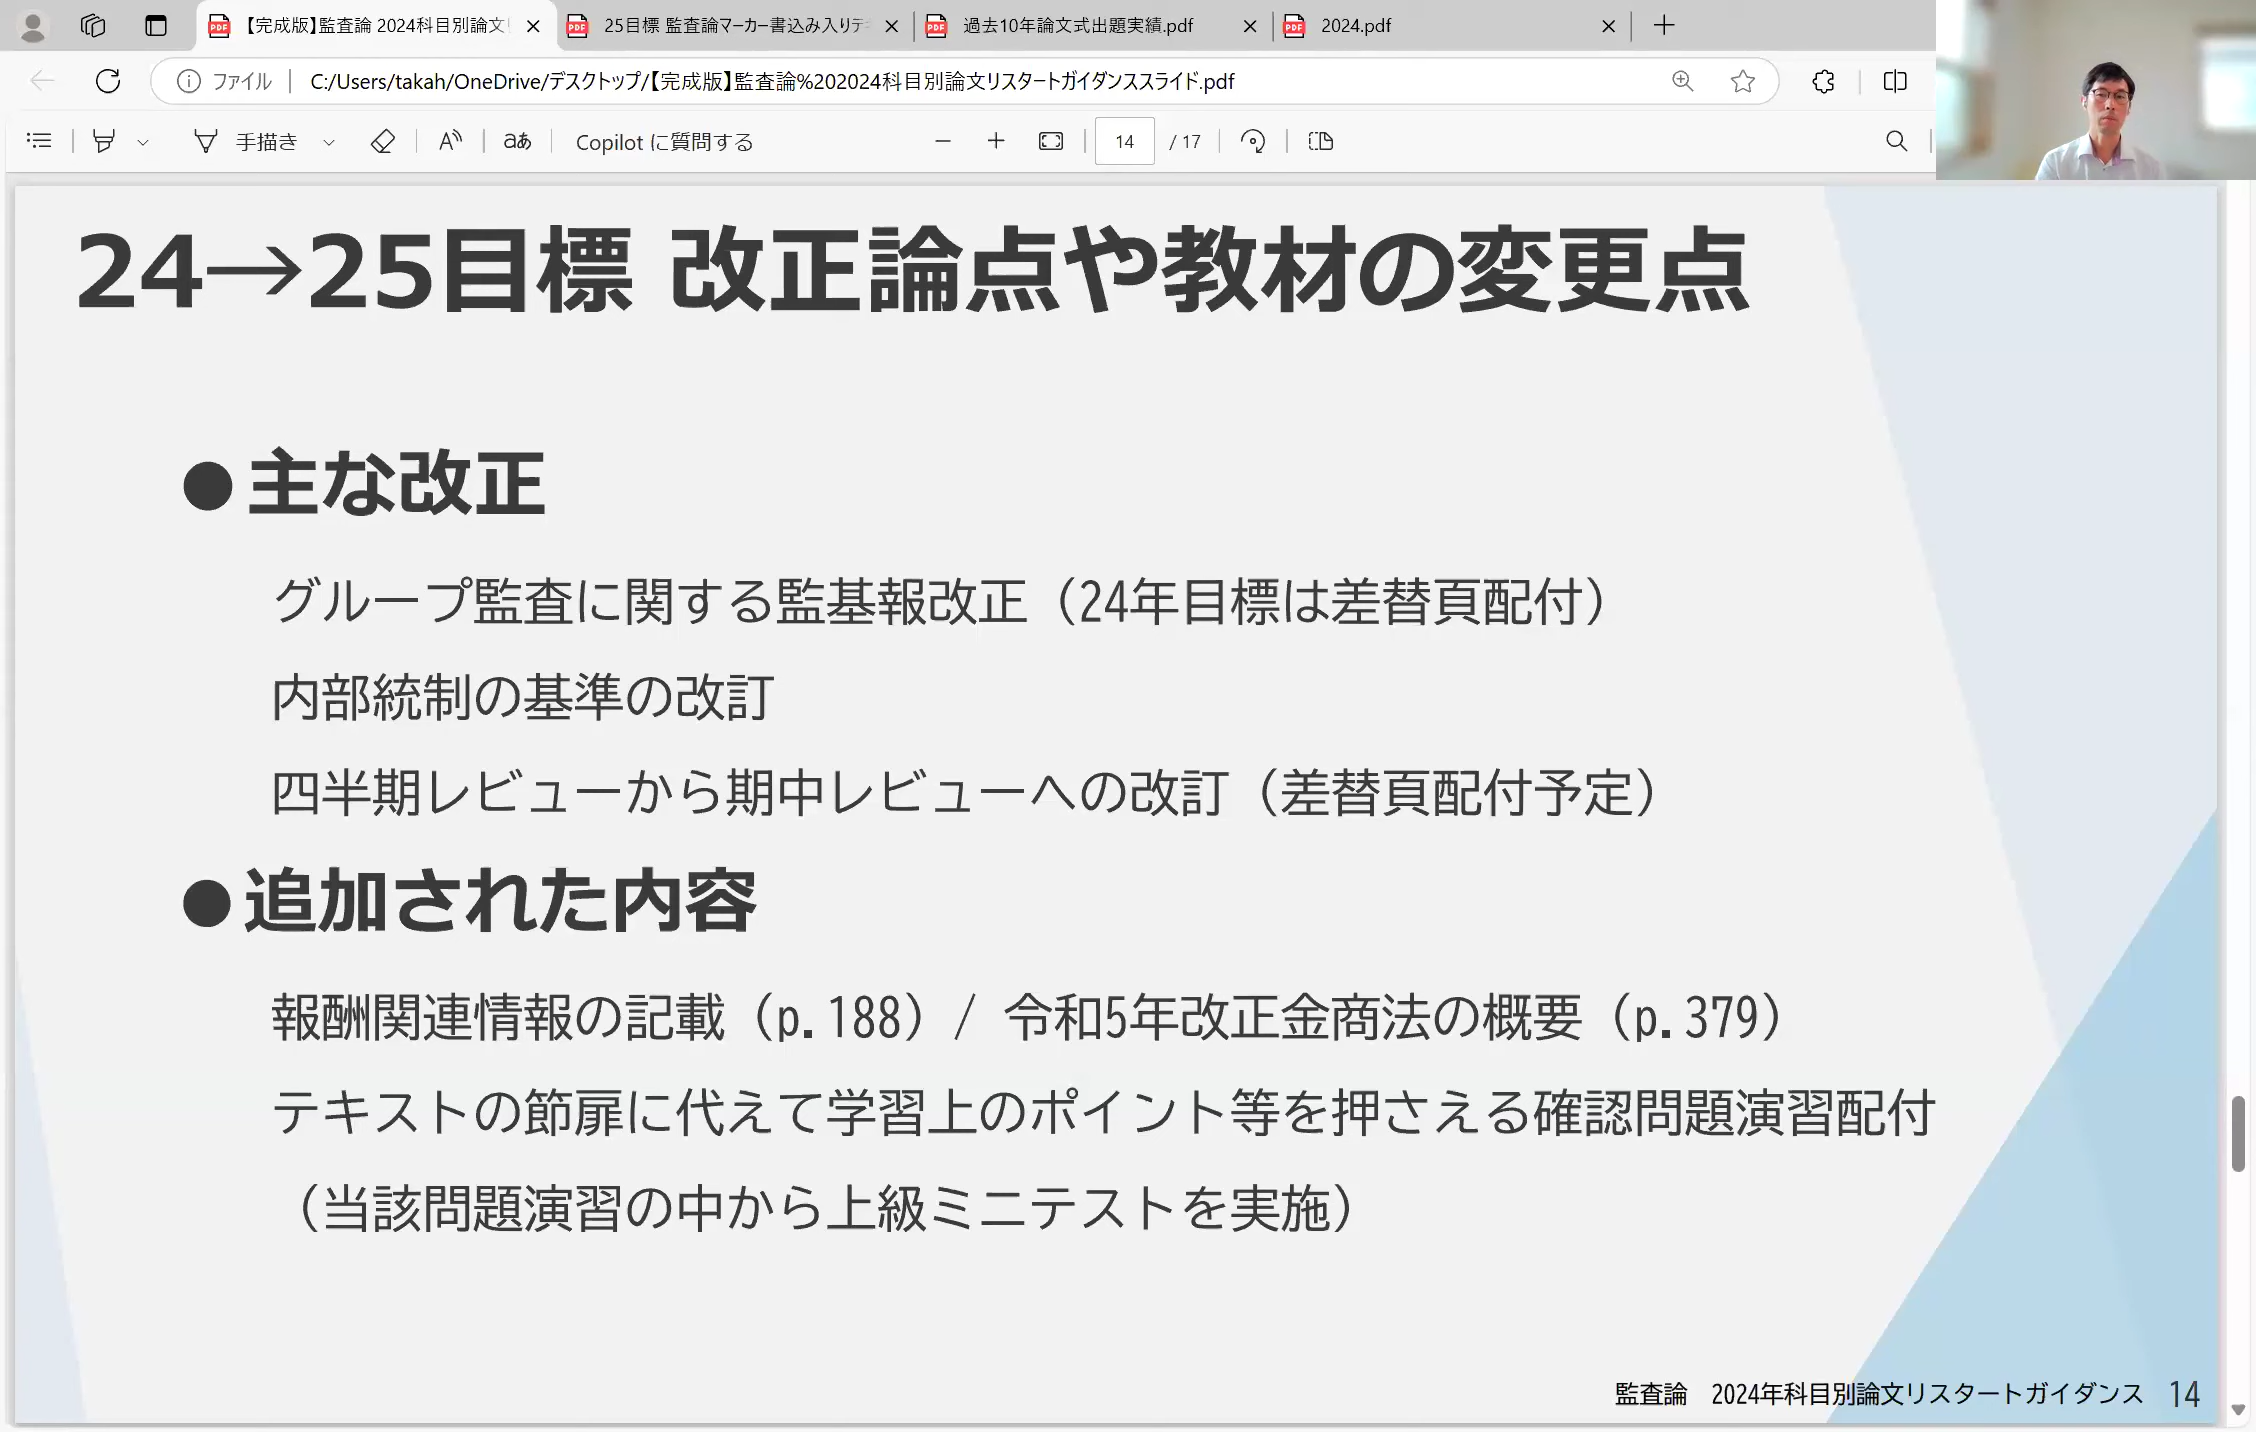 【完成版】監査論 2024科目別論文リ
25目標 監査論マーカー書込み入りテキ
過去10年論文式出題実績.pdf
2024.pdf
ファイル
C:/Users/takah/OneDrive/デスクトップ/【完成版】監査論%202024科目別論文リスタートガイダンススライド.pdf
手描き
aあ
Copilot に質問する
14 / 17
24→25目標 改正論点や教材の変更点
●主な改正
グループ監査に関する監基報改正（24年目標は差替頁配付）
内部統制の基準の改訂
四半期レビューから期中レビューへの改訂（差替頁配付予定）
●追加された内容
報酬関連情報の記載（p.188）/ 令和5年改正金商法の概要（p.379）
テキストの節扉に代えて学習上のポイント等を押さえる確認問題演習配付
（当該問題演習の中から上級ミニテストを実施）
監査論 2024年科目別論文リスタートガイダンス 14